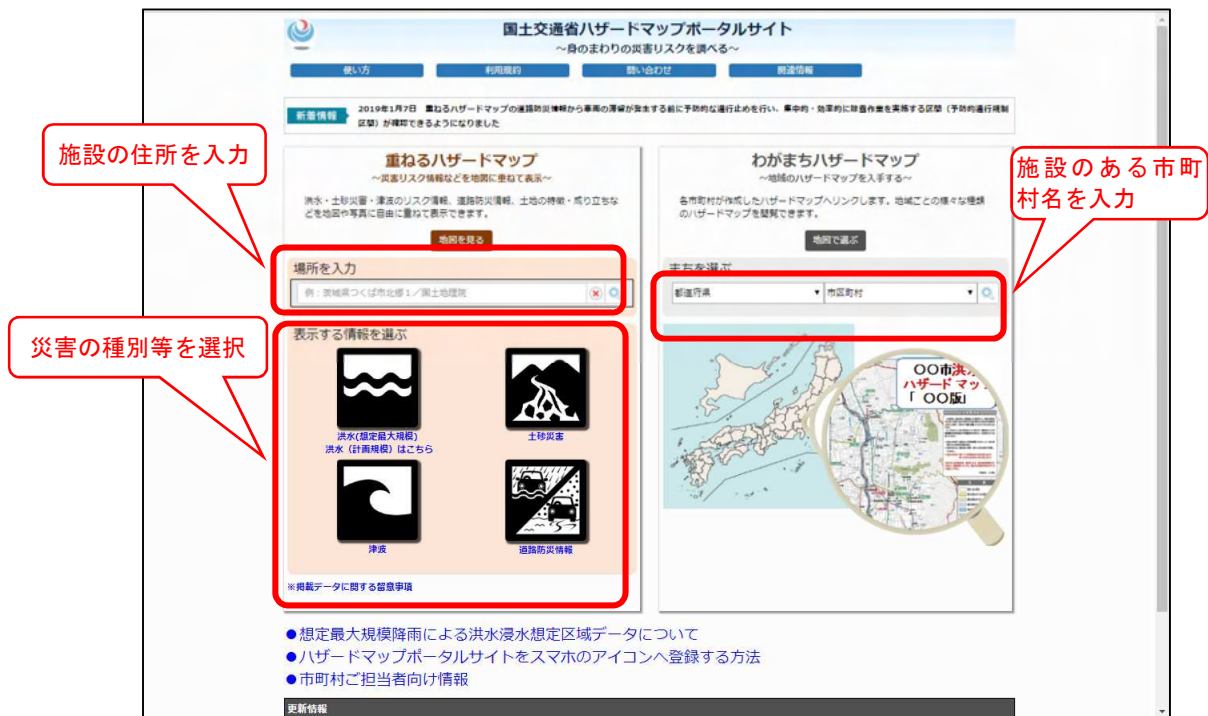 国土交通省ハザードマップポータルサイト
～身のまわりの災害リスクを調べる～
使い方
利用規約
問い合わせ
関連情報
新着情報
2019年1月7日 重ねるハザードマップの道路防災情報から車両の滞留が発生する前に予防的な通行止めを行い、集中的・効率的に除雪作業を実施する区間（予防的通行規制
区間）が確認できるようになりました
施設の住所を入力
重ねるハザードマップ
～災害リスク情報などを地図に重ねて表示～
洪水・土砂災害・津波のリスク情報、道路防災情報、土地の特徴・成り立ちな
どを地図や写真に自由に重ねて表示できます。
地図を見る
場所を入力
例：茨城県つくば市北郷１／国土地理院
災害の種別等を選択
表示する情報を選ぶ
洪水(想定最大規模)
洪水（計画規模）はこちら
土砂災害
津波
道路防災情報
※掲載データに関する留意事項
わがまちハザードマップ
～地域のハザードマップを入手する～
各市町村が作成したハザードマップへリンクします。地域ごとの様々な種類
のハザードマップを閲覧できます。
地図で選ぶ
施設のある市町
村名を入力
まちを選ぶ
都道府県
市区町村
〇〇市洪水
ハザードマッ
「 〇〇版」
●想定最大規模降雨による洪水浸水想定区域データについて
●ハザードマップポータルサイトをスマホのアイコンへ登録する方法
●市町村ご担当者向け情報
更新情報